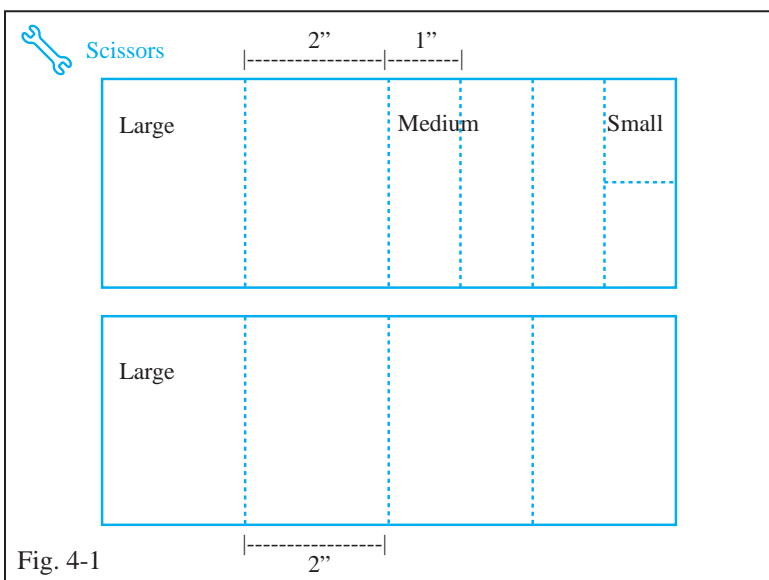 Scissors
2”
1”
Large
Medium
Small
Large
2”
Fig. 4-1